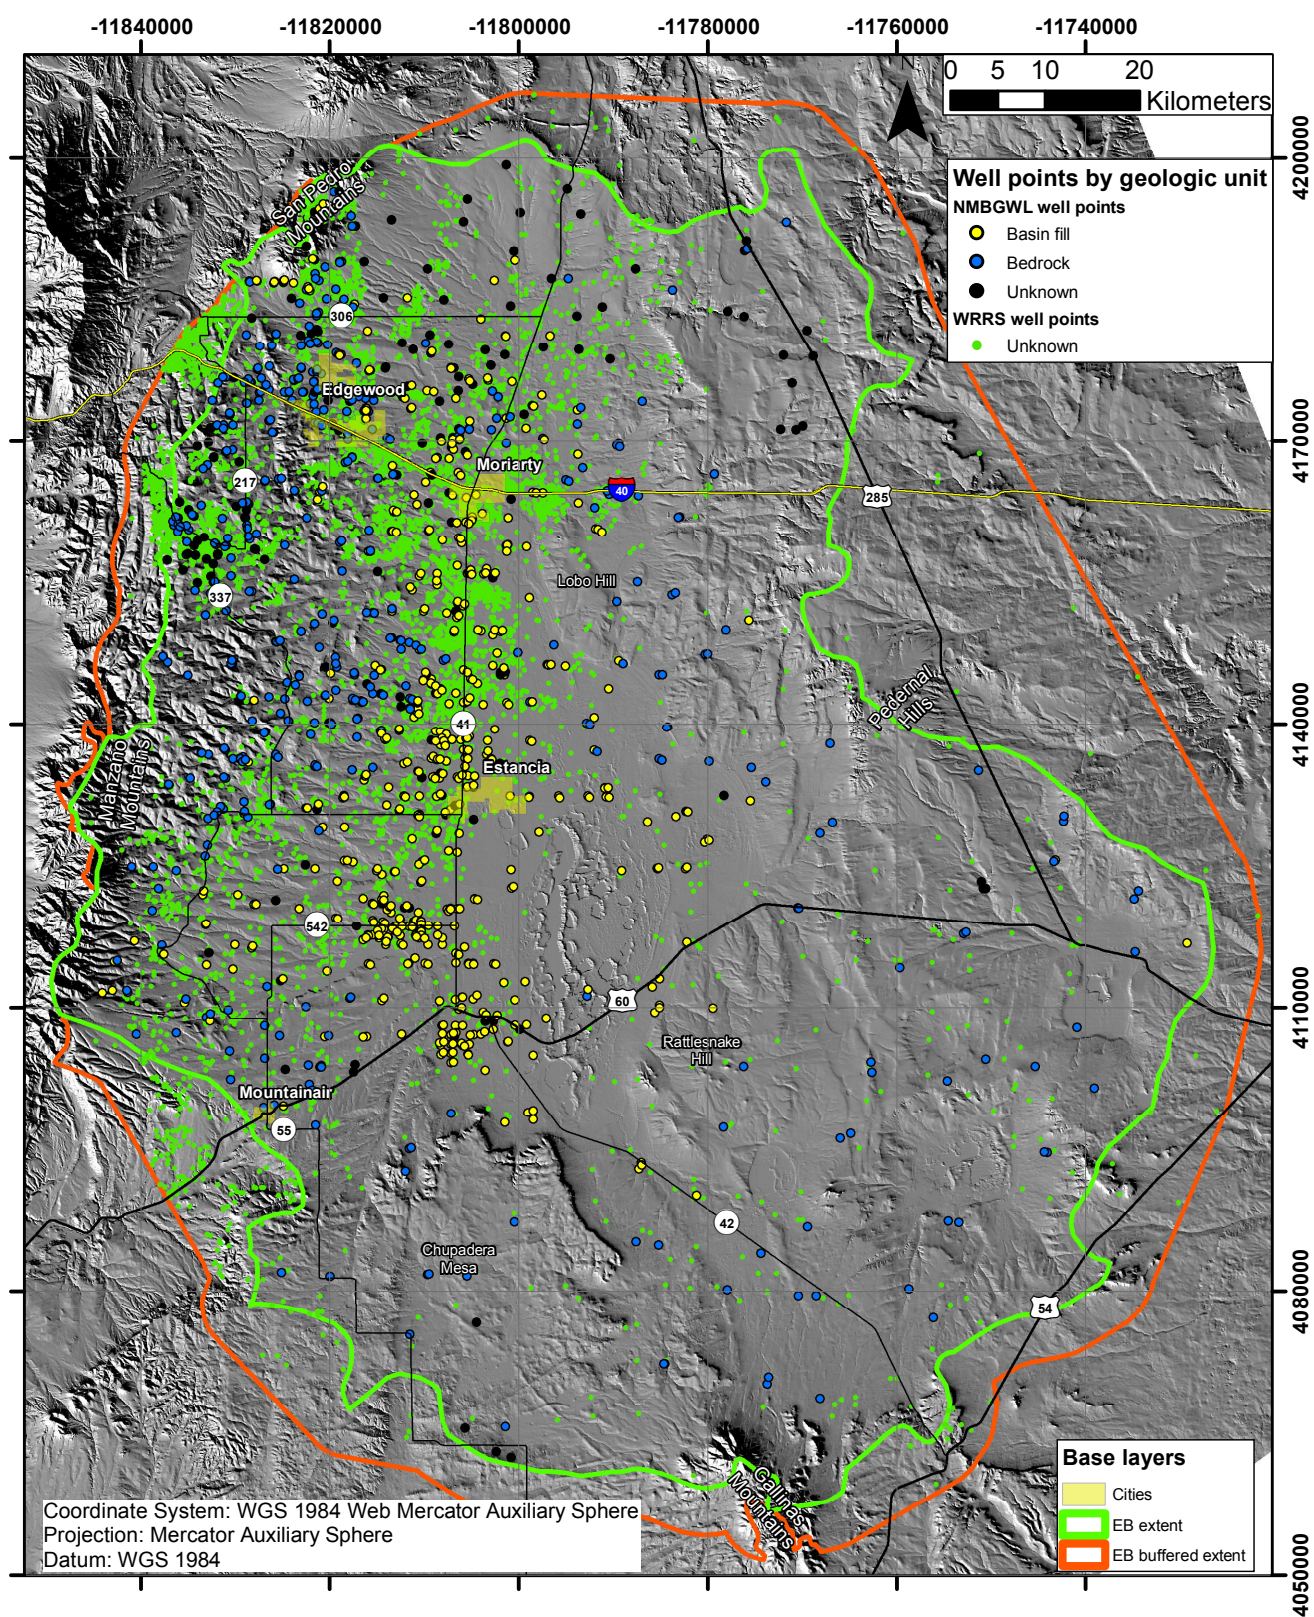 -11840000 -11820000 -11800000 -11780000 -11760000 -11740000
0 5 10 20
Kilometers
4200000
Well points by geologic unit
NMBGWL well points
Basin fill
Bedrock
Unknown
WRRS well points
Unknown
San Pedro
Mountains
306
Edgewood
4170000
Moriarty
217
40
285
Lobo Hill
337
Pedernal
Hills
4140000
41
Manzano
Mountains
Estancia
542
60
4110000
Rattlesnake
Hill
Mountainair
55
42
Chupadera
Mesa
4080000
54
Gallinas
Mountains
Base layers
Cities
EB extent
EB buffered extent
Coordinate System: WGS 1984 Web Mercator Auxiliary Sphere
Projection: Mercator Auxiliary Sphere
Datum: WGS 1984
4050000